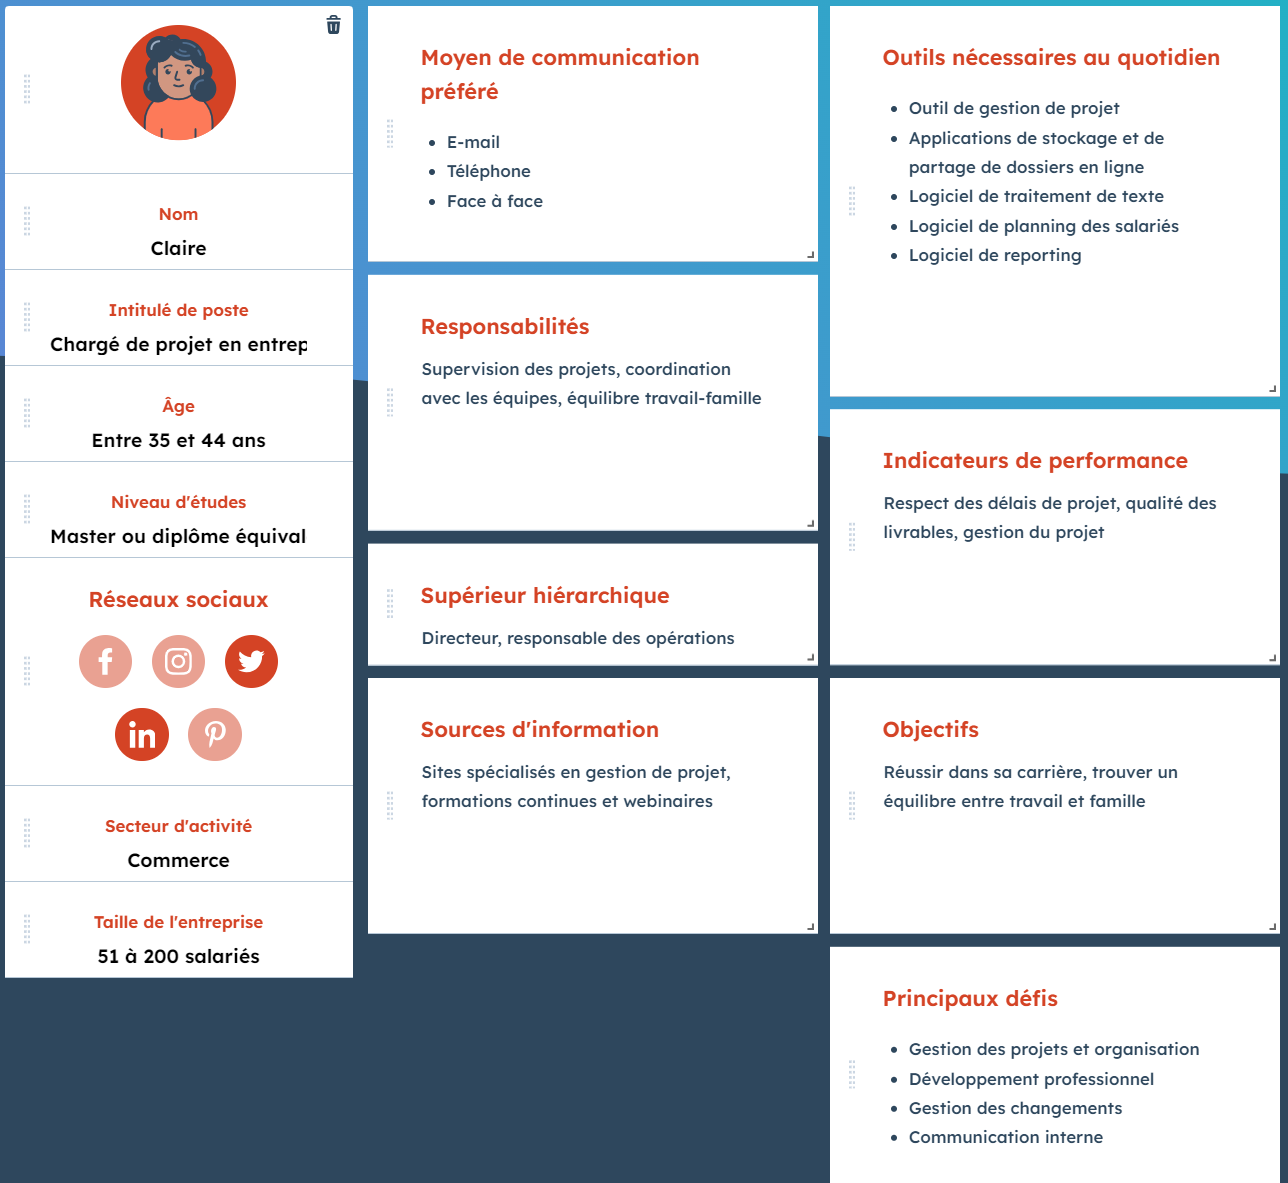 Nom
Claire
Intitulé de poste
Chargé de projet en entrep
Âge
Entre 35 et 44 ans
Niveau d'études
Master ou diplôme équival
Réseaux sociaux
in
Secteur d'activité
Commerce
Taille de l'entreprise
51 à 200 salariés
Moyen de communication
préféré
E-mail
Téléphone
Face à face
Responsabilités
Supervision des projets, coordination
avec les équipes, équilibre travail-famille
Supérieur hiérarchique
Directeur, responsable des opérations
Sources d'information
Sites spécialisés en gestion de projet,
formations continues et webinaires
Outils nécessaires au quotidien
Outil de gestion de projet
Applications de stockage et de
partage de dossiers en ligne
Logiciel de traitement de texte
Logiciel de planning des salariés
Logiciel de reporting
Indicateurs de performance
Respect des délais de projet, qualité des
livrables, gestion du projet
Objectifs
Réussir dans sa carrière, trouver un
équilibre entre travail et famille
Principaux défis
Gestion des projets et organisation
Développement professionnel
Gestion des changements
Communication interne